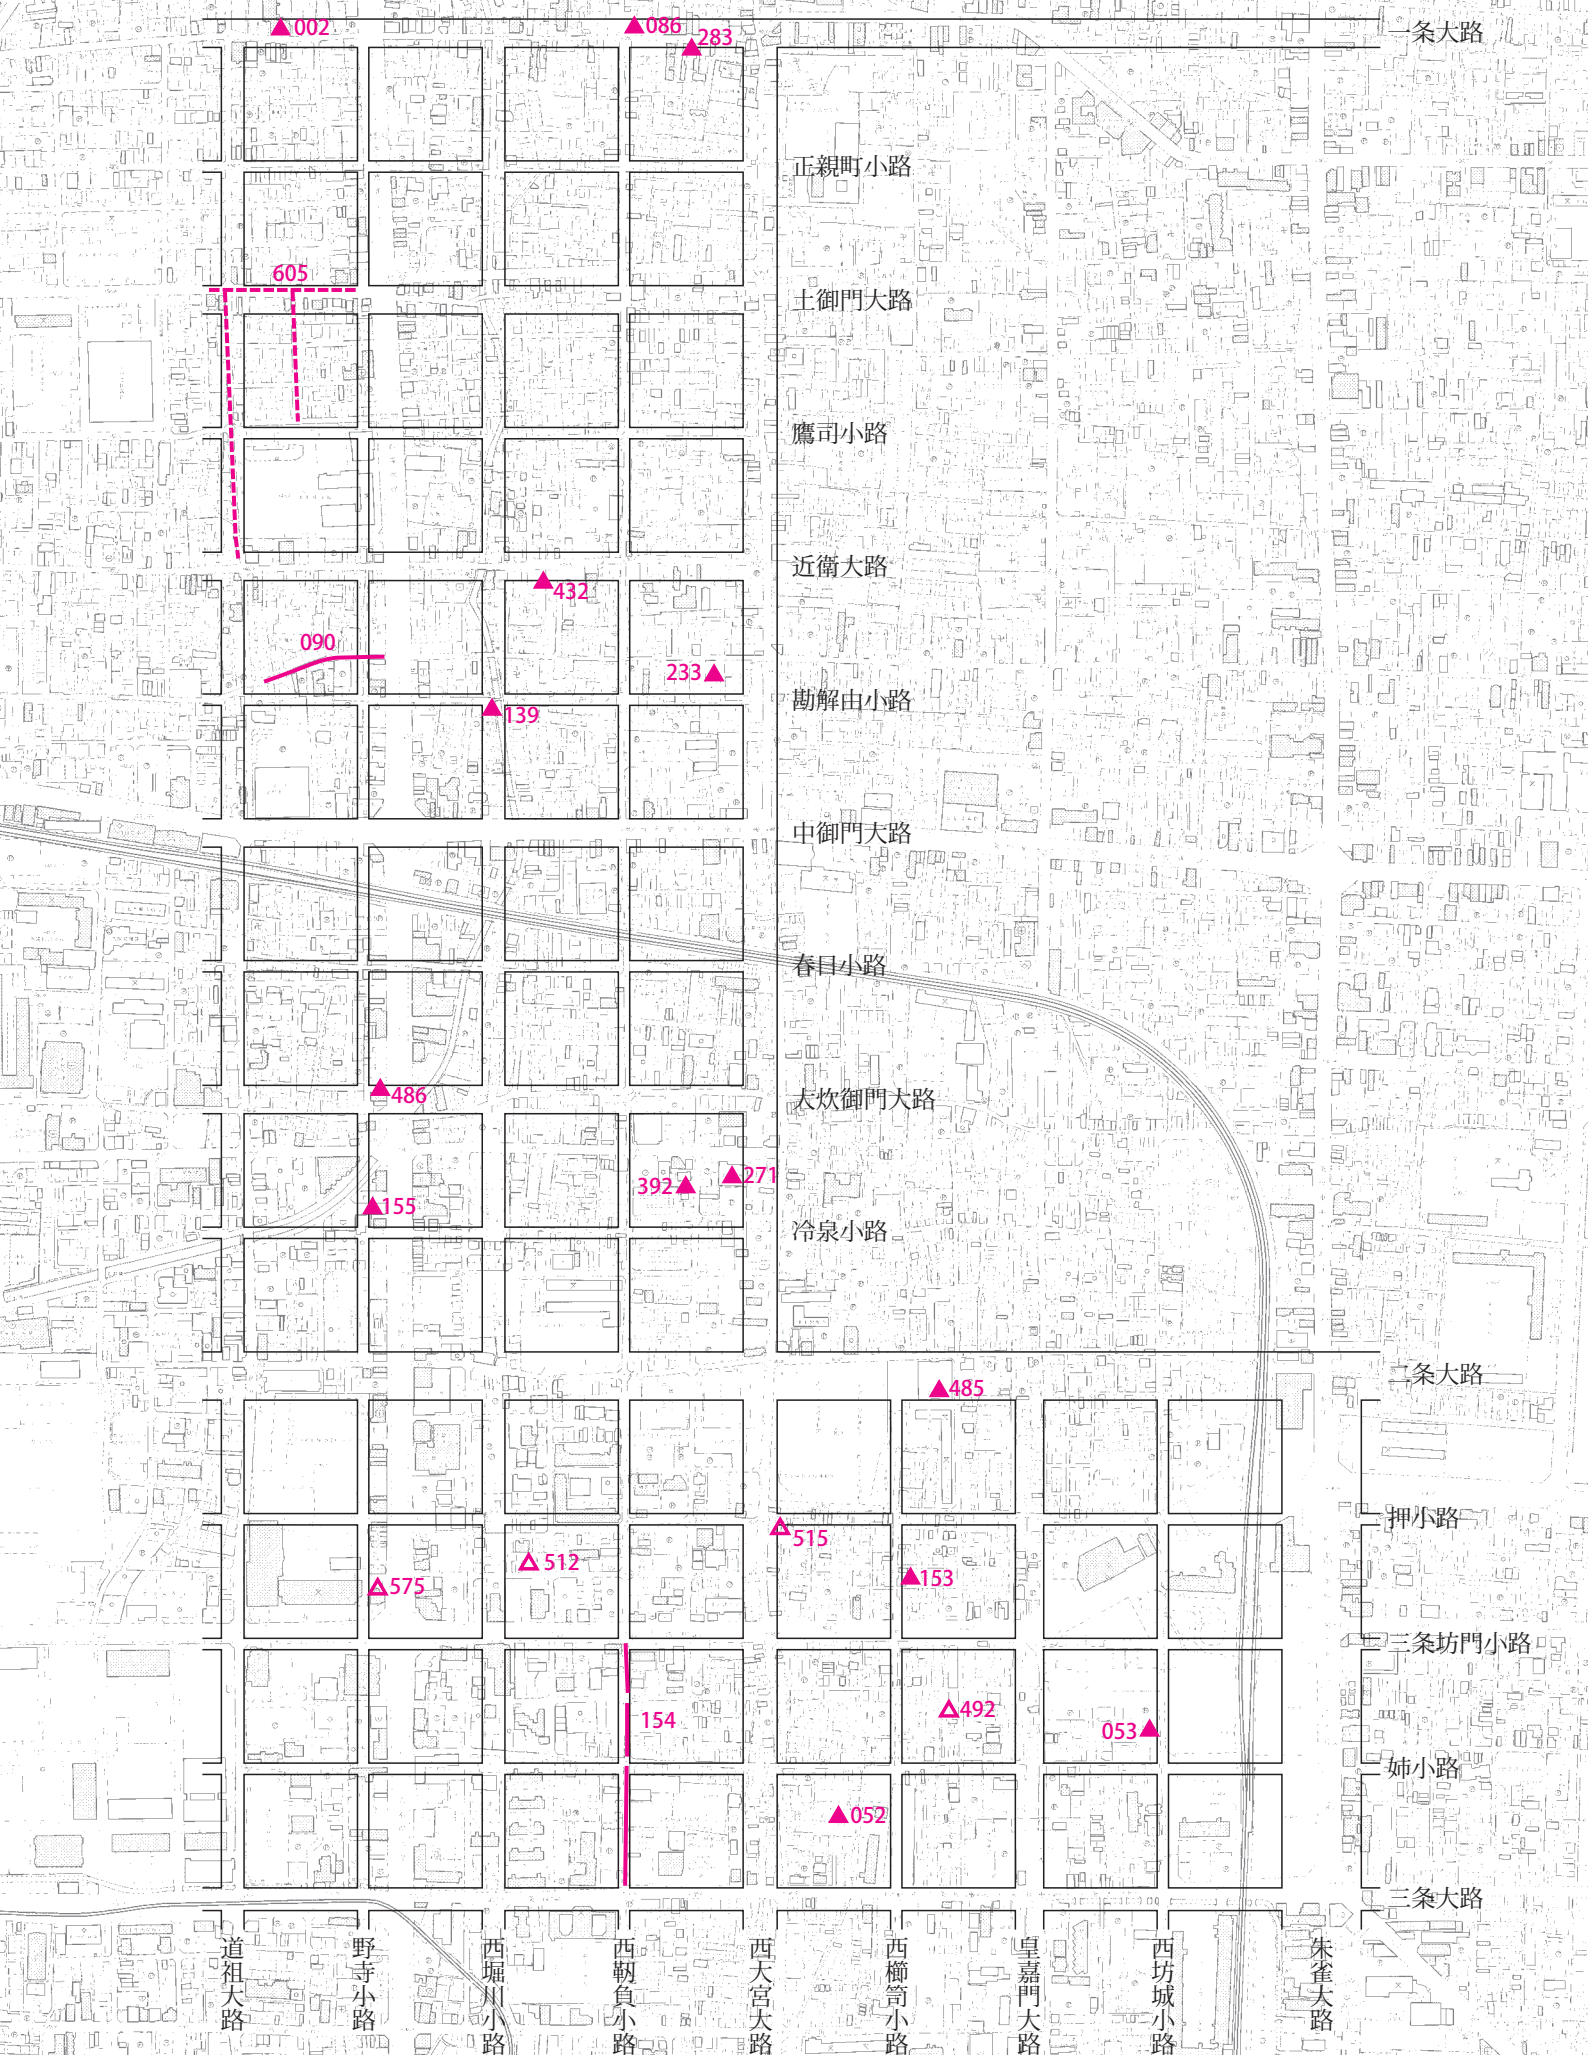 002
086
283
一条大路
正親町小路
605
土御門大路
鷹司小路
近衛大路
432
090
233
勘解由小路
139
中御門大路
春日小路
486
大炊御門大路
271
392
155
冷泉小路
二条大路
485
押小路
515
512
153
575
三条坊門小路
154
492
053
姉小路
052
三条大路
道祖大路
野寺小路
西堀川小路
西靭負小路
西大宮大路
西櫛笥小路
皇嘉門大路
西坊城小路
朱雀大路